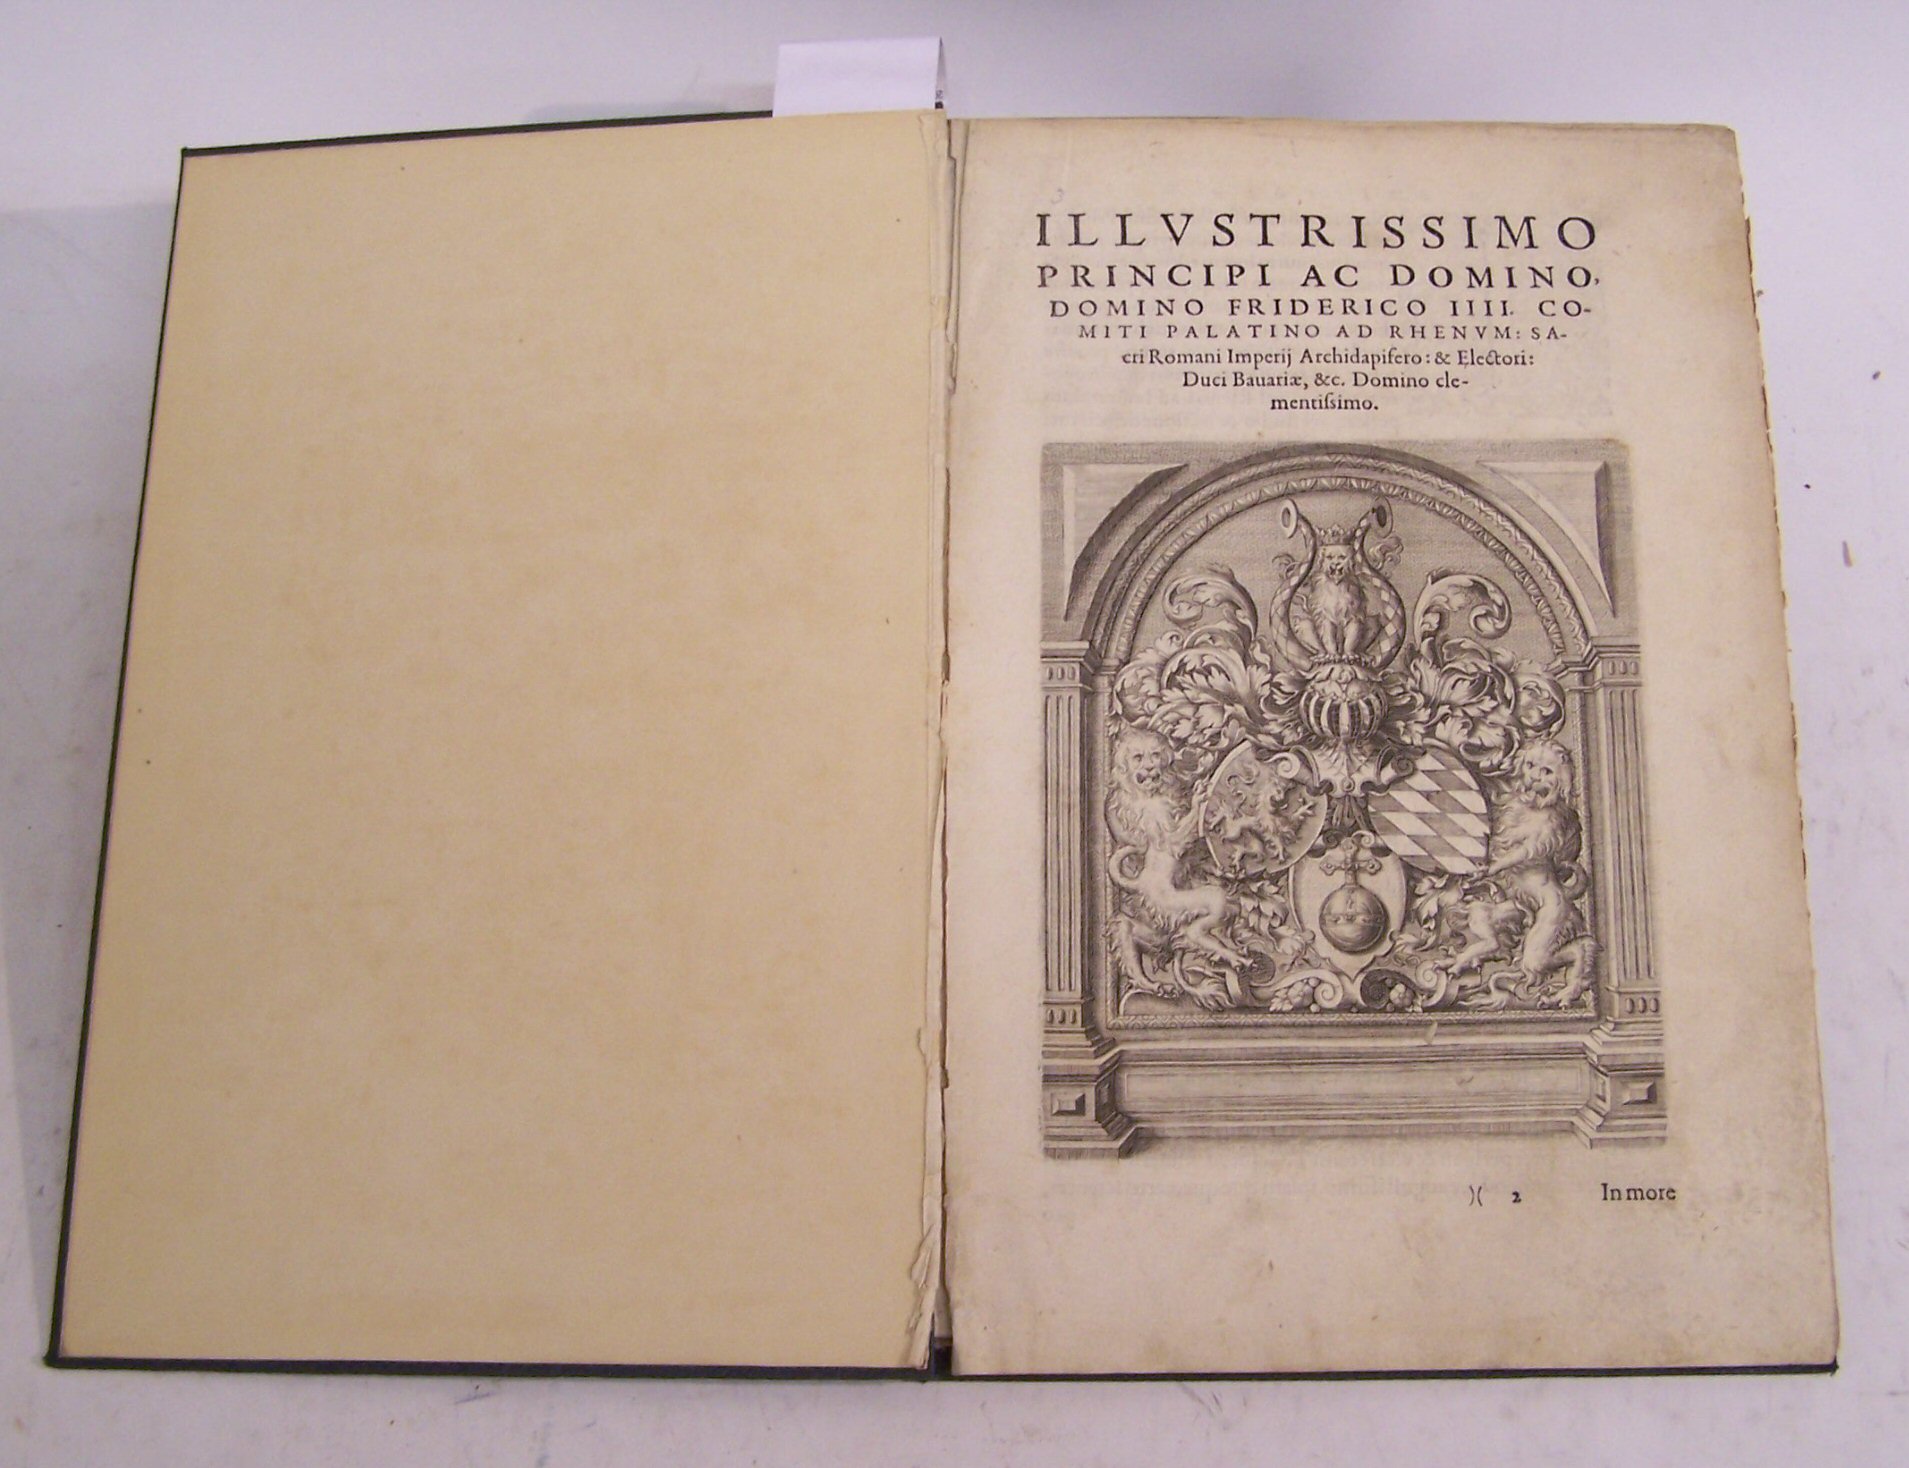 ILLVSTRISSIMO
PRINCIPI AC DOMINO,
DOMINO FRIDERICO IIII. CO-
MITI PALATINO AD RHENVM: SA-
cri Romani Imperij Archidapifero: & Electori:
Duci Bauariæ, &c. Domino cle-
mentiſsimo.
)( 2 In more